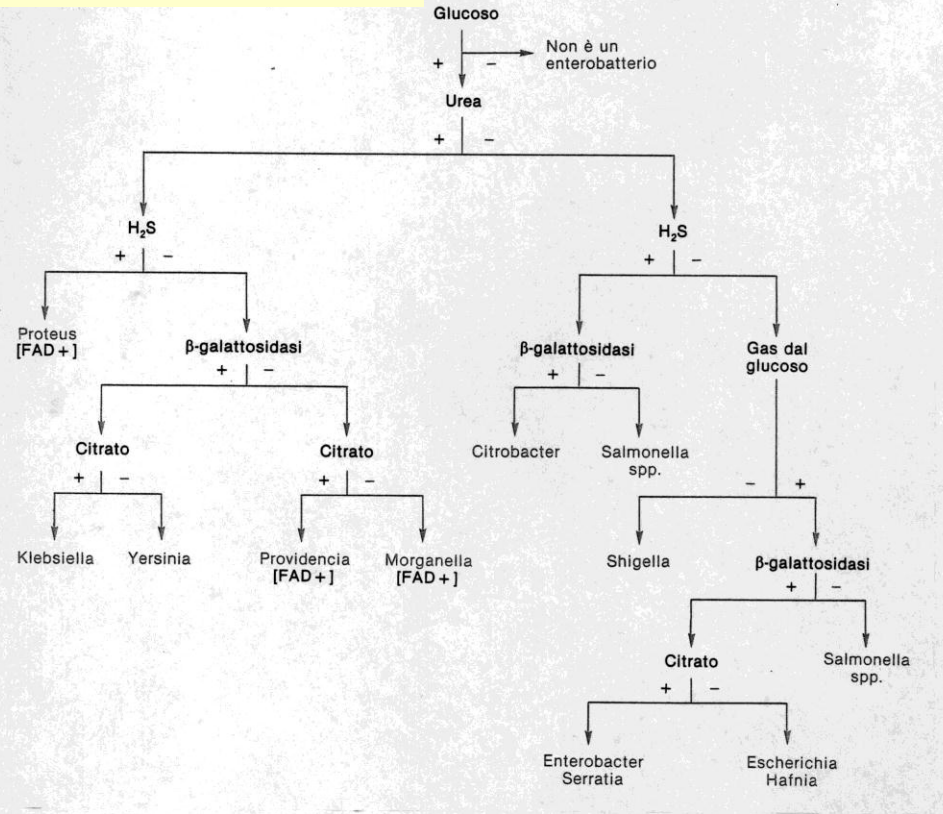 Glucoso
Non è un
enterobatterio
+ −
Urea
+ −
H₂S
H₂S
+ −
+ −
Proteus
[FAD+]
β-galattosidasi
β-galattosidasi
Gas dal
glucoso
+ −
+ −
Citrato
Citrato
Citrobacter
Salmonella
spp.
+ −
+ −
− +
Klebsiella
Yersinia
Providencia
[FAD+]
Morganella
[FAD+]
Shigella
β-galattosidasi
+ −
Citrato
Salmonella
spp.
+ −
Enterobacter
Serratia
Escherichia
Hafnia